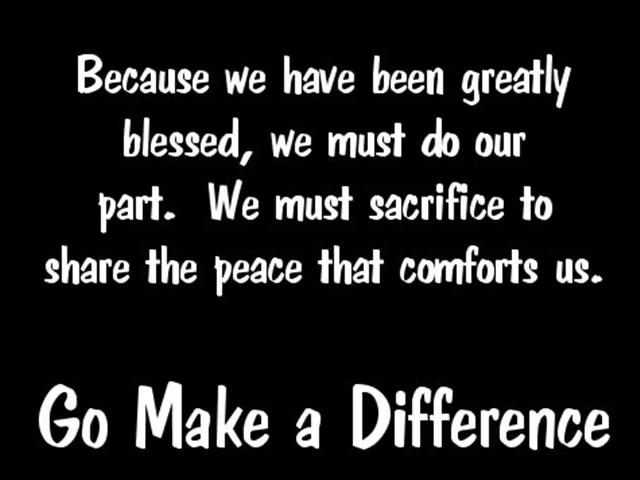 Because we have been greatly
blessed, we must do our
part.  We must sacrifice to
share the peace that comforts us.
Go Make a Difference